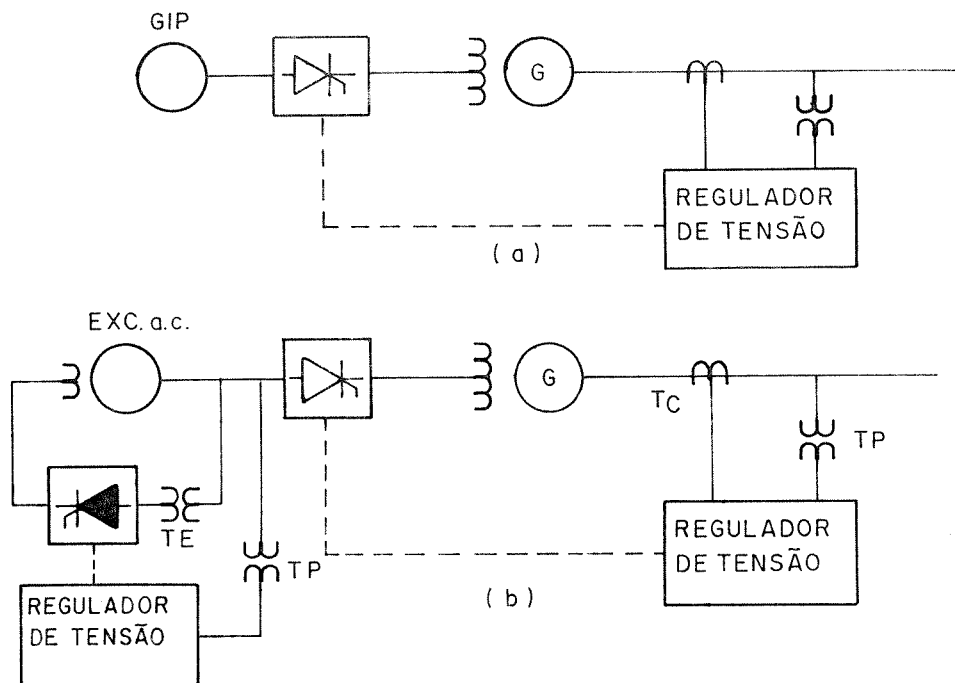 GIP
G
REGULADOR
DE TENSÃO
(a)
EXC. a.c.
G
TC
TP
TE
TP
REGULADOR
DE TENSÃO
REGULADOR
DE TENSÃO
(b)